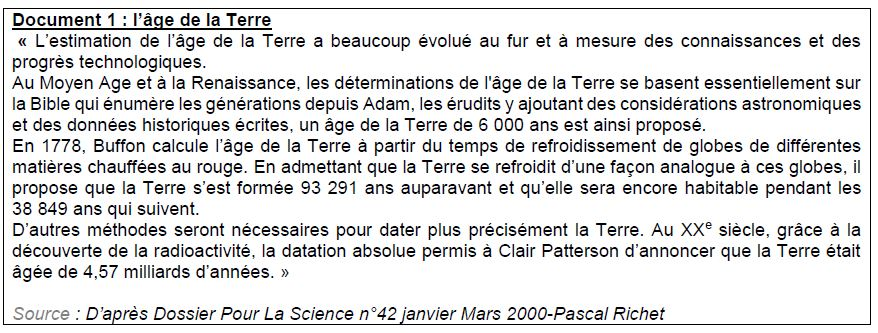 Document 1 : l’âge de la Terre
« L’estimation de l’âge de la Terre a beaucoup évolué au fur et à mesure des connaissances et des
progrès technologiques.
Au Moyen Age et à la Renaissance, les déterminations de l'âge de la Terre se basent essentiellement sur
la Bible qui énumère les générations depuis Adam, les érudits y ajoutant des considérations astronomiques
et des données historiques écrites, un âge de la Terre de 6 000 ans est ainsi proposé.
En 1778, Buffon calcule l’âge de la Terre à partir du temps de refroidissement de globes de différentes
matières chauffées au rouge. En admettant que la Terre se refroidit d’une façon analogue à ces globes, il
propose que la Terre s’est formée 93 291 ans auparavant et qu’elle sera encore habitable pendant les
38 849 ans qui suivent.
D’autres méthodes seront nécessaires pour dater plus précisément la Terre. Au XXe siècle, grâce à la
découverte de la radioactivité, la datation absolue permis à Clair Patterson d’annoncer que la Terre était
âgée de 4,57 milliards d’années. »
Source : D’après Dossier Pour La Science n°42 janvier Mars 2000-Pascal Richet